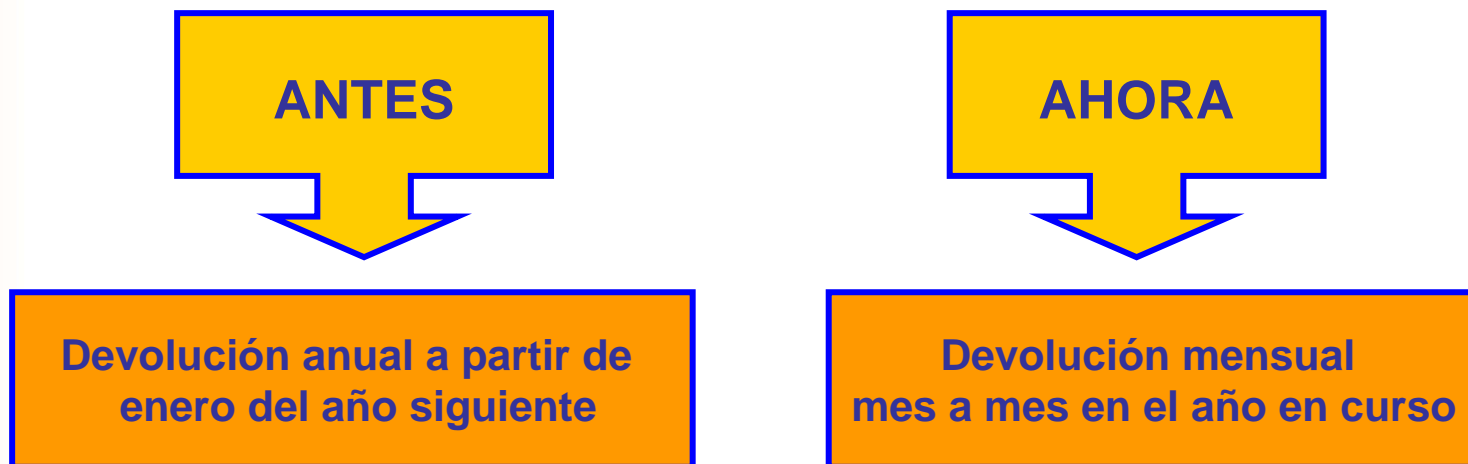 ANTES
AHORA
Devolución anual a partir de
enero del año siguiente
Devolución mensual
mes a mes en el año en curso